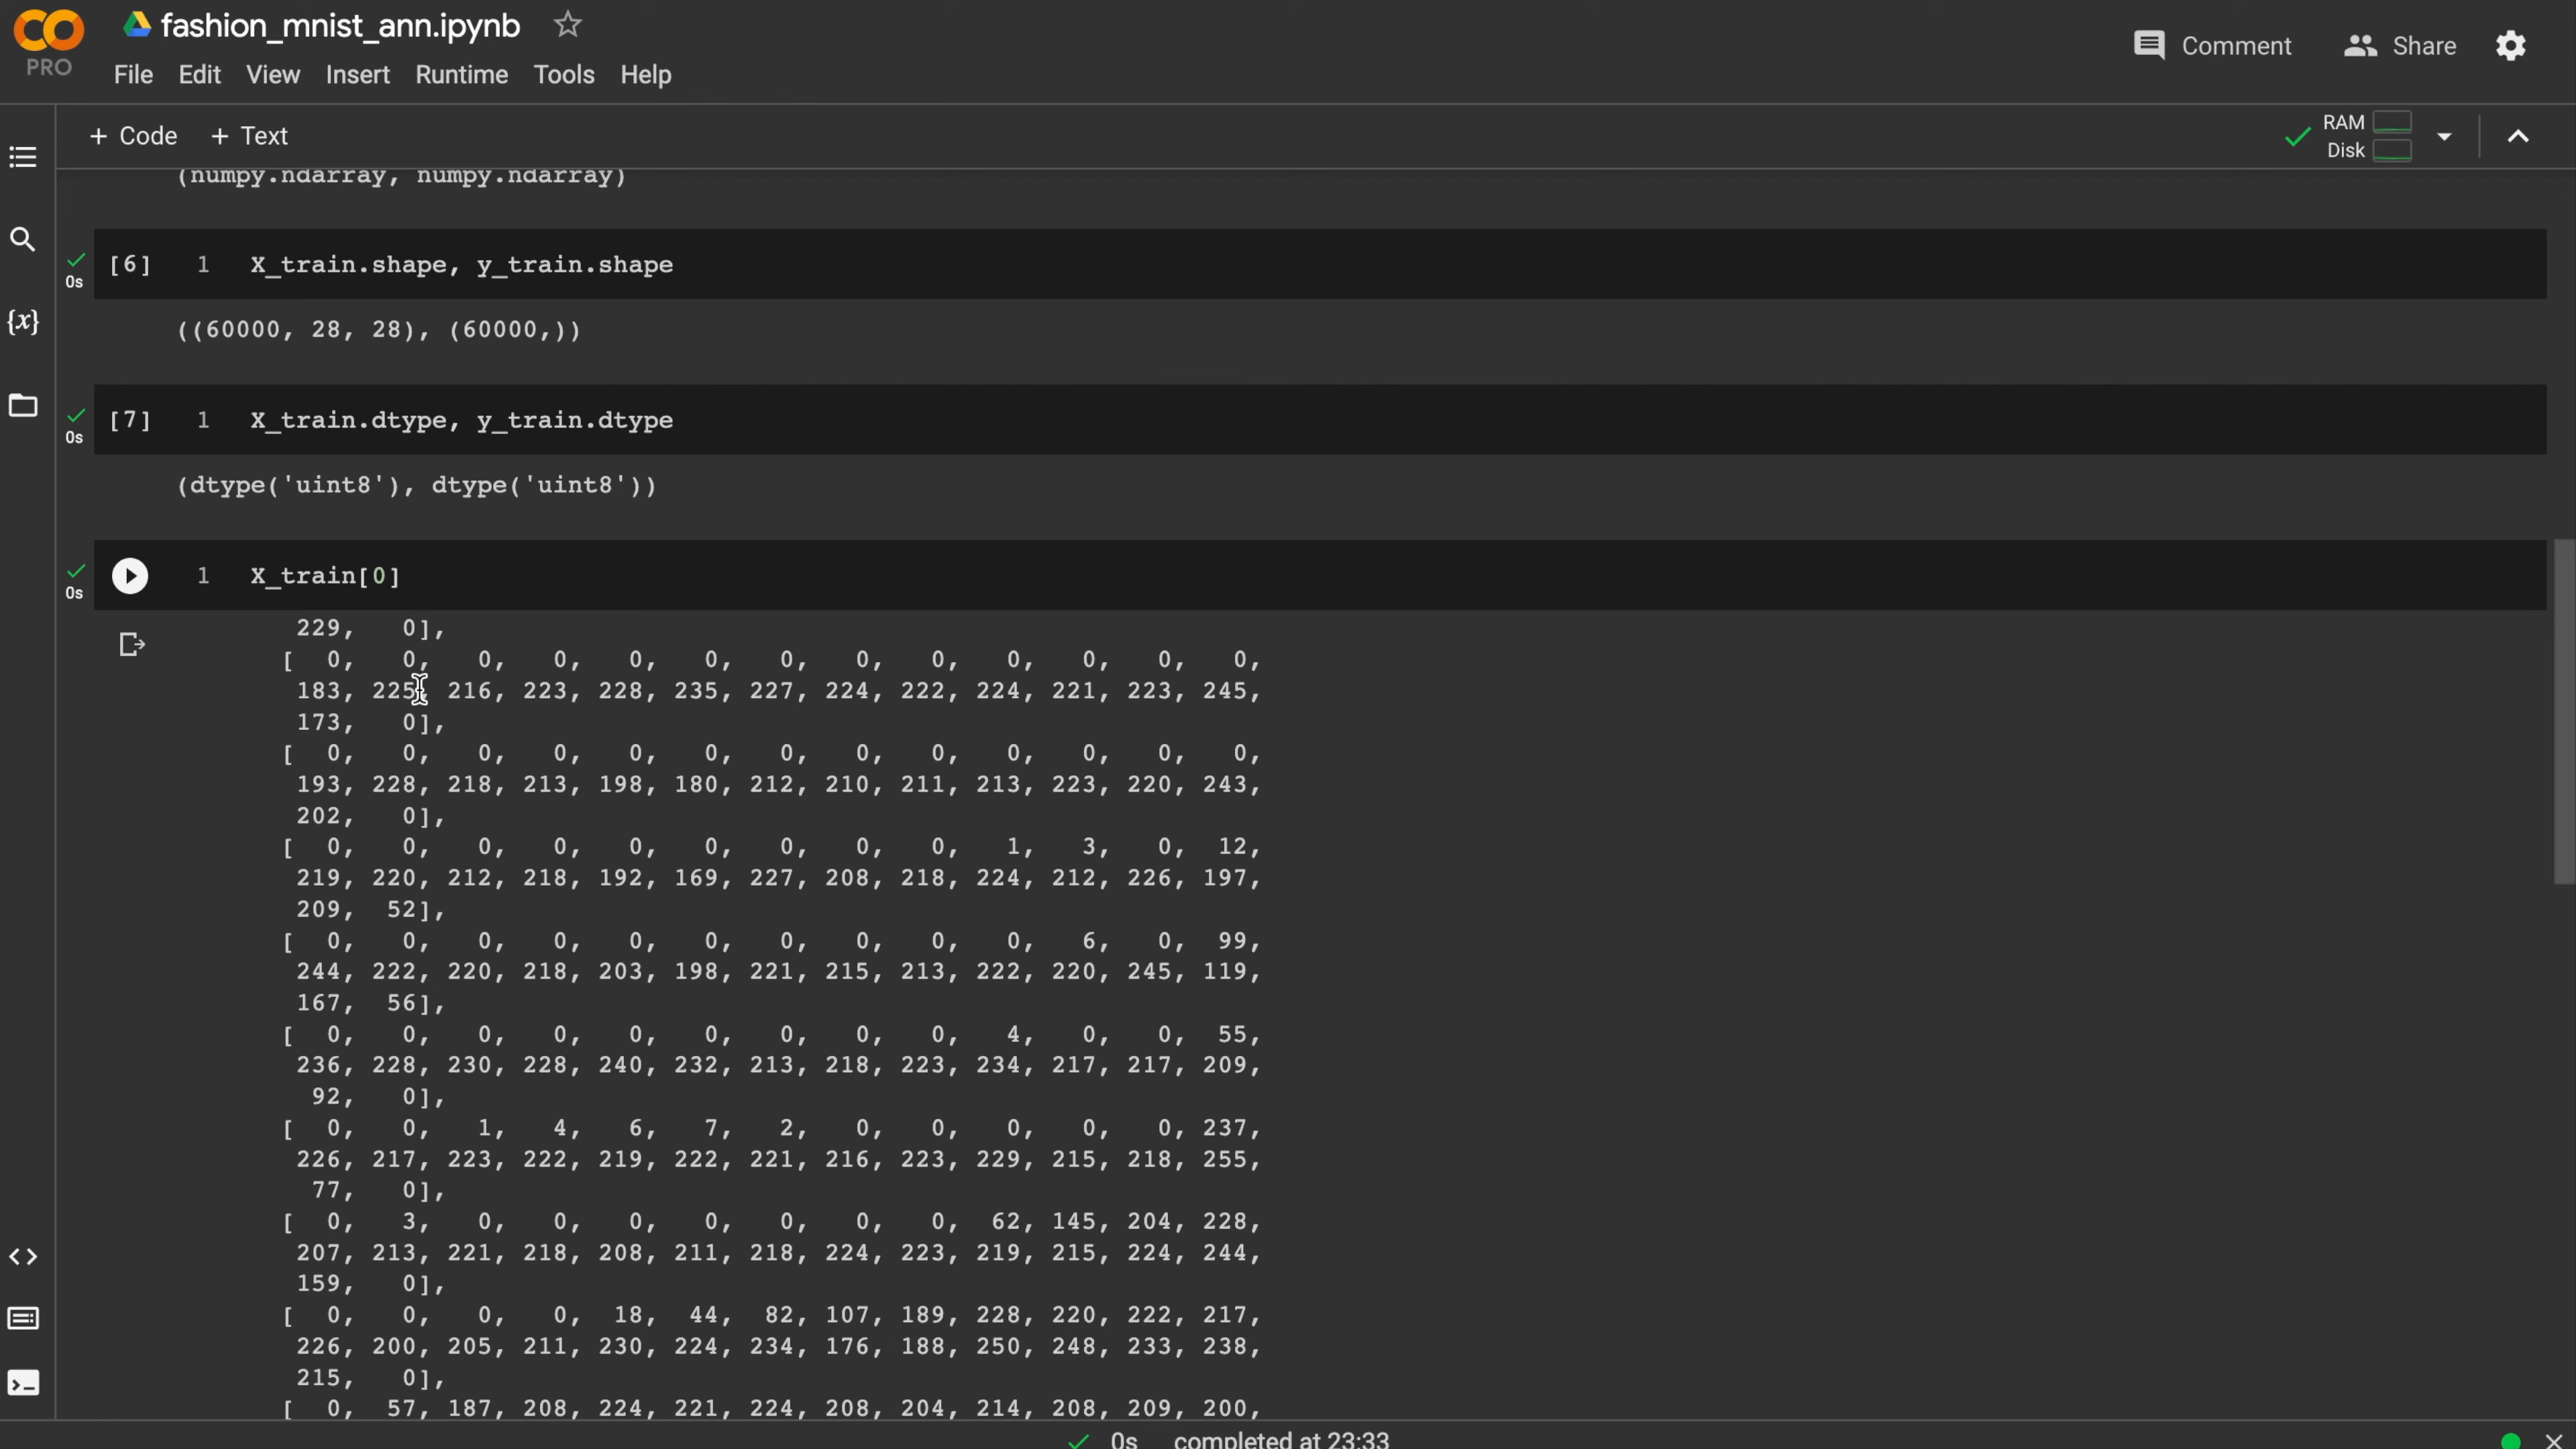 fashion_mnist_ann.ipynb
PRO
File Edit View Insert Runtime Tools Help
Comment Share
+ Code + Text
RAM
Disk
(numpy.ndarray, numpy.ndarray)
[6] 1 X_train.shape, y_train.shape
0s
((60000, 28, 28), (60000,))
{x}
[7] 1 X_train.dtype, y_train.dtype
0s
(dtype('uint8'), dtype('uint8'))
1 X_train[0]
0s
229, 0],
[ 0, 0, 0, 0, 0, 0, 0, 0, 0, 0, 0, 0, 0,
183, 225, 216, 223, 228, 235, 227, 224, 222, 224, 221, 223, 245,
173, 0],
[ 0, 0, 0, 0, 0, 0, 0, 0, 0, 0, 0, 0, 0,
193, 228, 218, 213, 198, 180, 212, 210, 211, 213, 223, 220, 243,
202, 0],
[ 0, 0, 0, 0, 0, 0, 0, 0, 0, 1, 3, 0, 12,
219, 220, 212, 218, 192, 169, 227, 208, 218, 224, 212, 226, 197,
209, 52],
[ 0, 0, 0, 0, 0, 0, 0, 0, 0, 0, 6, 0, 99,
244, 222, 220, 218, 203, 198, 221, 215, 213, 222, 220, 245, 119,
167, 56],
[ 0, 0, 0, 0, 0, 0, 0, 0, 0, 4, 0, 0, 55,
236, 228, 230, 228, 240, 232, 213, 218, 223, 234, 217, 217, 209,
92, 0],
[ 0, 0, 1, 4, 6, 7, 2, 0, 0, 0, 0, 0, 237,
226, 217, 223, 222, 219, 222, 221, 216, 223, 229, 215, 218, 255,
77, 0],
[ 0, 3, 0, 0, 0, 0, 0, 0, 0, 62, 145, 204, 228,
207, 213, 221, 218, 208, 211, 218, 224, 223, 219, 215, 224, 244,
159, 0],
[ 0, 0, 0, 0, 18, 44, 82, 107, 189, 228, 220, 222, 217,
226, 200, 205, 211, 230, 224, 234, 176, 188, 250, 248, 233, 238,
215, 0],
[ 0, 57, 187, 208, 224, 221, 224, 208, 204, 214, 208, 209, 200,
0s completed at 23:33